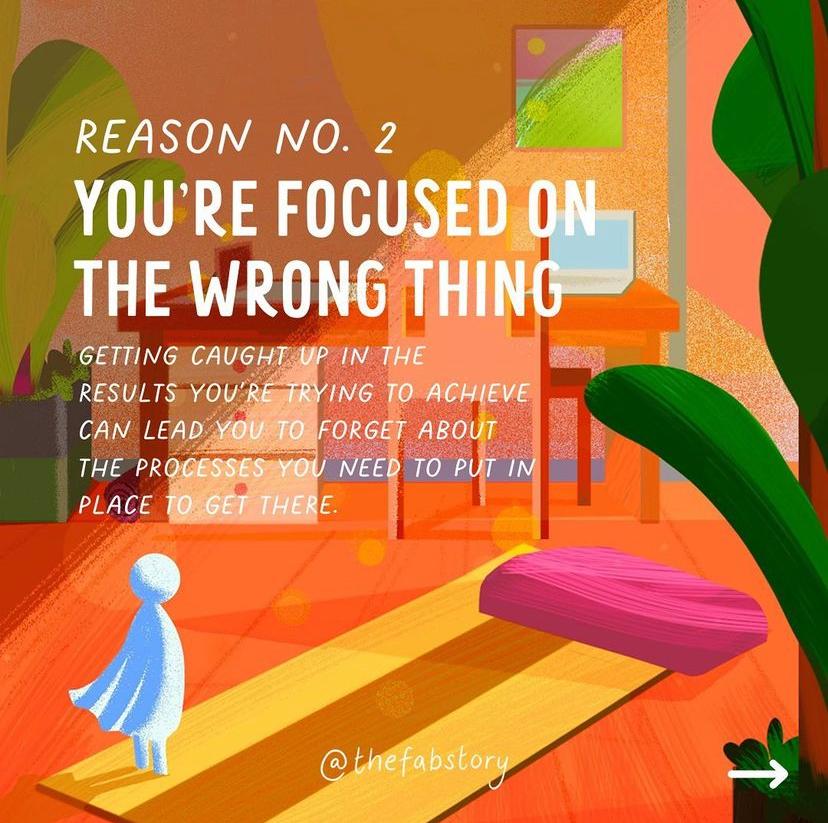 REASON NO. 2
YOU'RE FOCUSED ON
THE WRONG THING
GETTING CAUGHT UP IN THE
RESULTS YOU'RE TRYING TO ACHIEVE
CAN LEAD YOU TO FORGET ABOUT
THE PROCESSES YOU NEED TO PUT IN
PLACE TO GET THERE.
@thefabstory